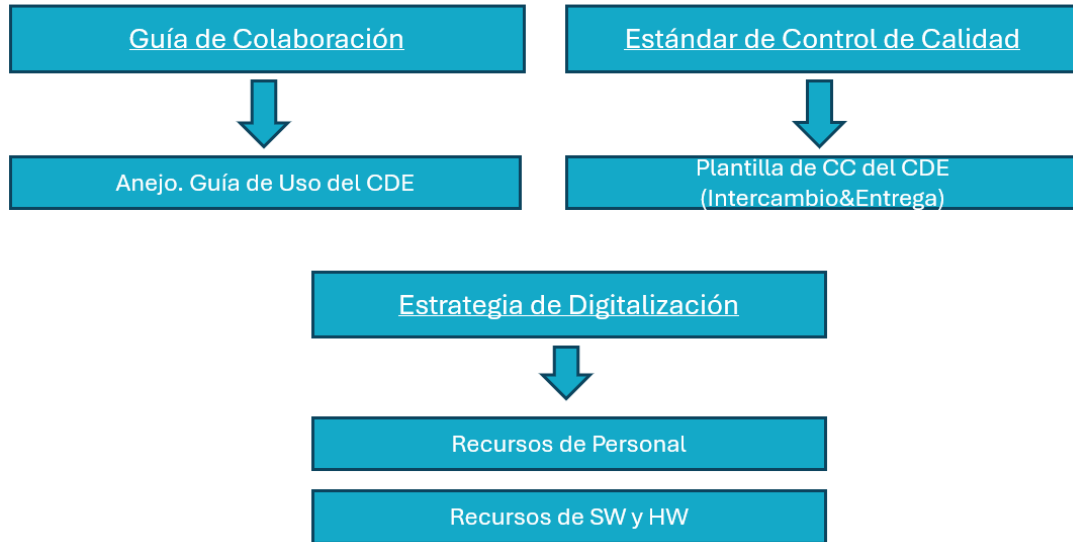 Guía de Colaboración
Estándar de Control de Calidad
Anejo. Guía de Uso del CDE
Plantilla de CC del CDE
(Intercambio&Entrega)
Estrategia de Digitalización
Recursos de Personal
Recursos de SW y HW